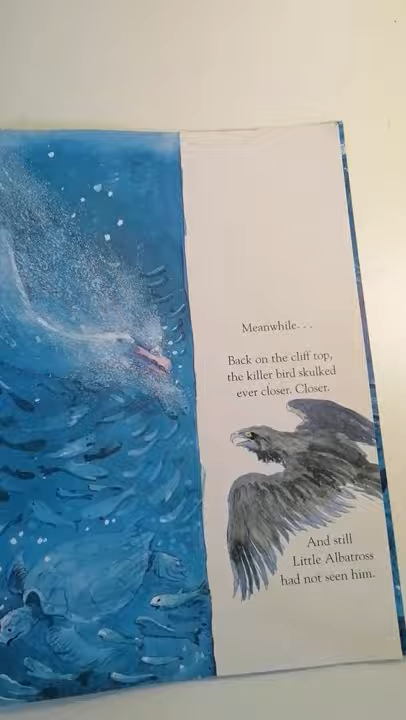 Meanwhile. . .
Back on the cliff top,
the killer bird skulked
ever closer. Closer.
And still
Little Albatross
had not seen him.